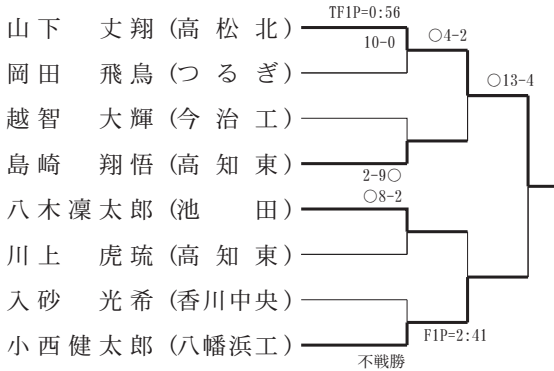 山下 丈翔 (高松北)
TF1P=0:56
10-0
○4-2
○13-4
岡田 飛鳥 (つるぎ)
越智 大輝 (今治工)
島崎 翔悟 (高知東)
2-9○
八木凜太郎 (池田)
○8-2
川上 虎琉 (高知東)
入砂 光希 (香川中央)
小西健太郎 (八幡浜工)
F1P=2:41
不戦勝